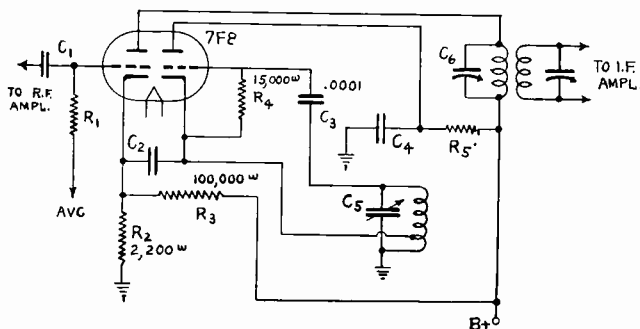 7F8
C1
TO R.F.
AMPL.
R1
AVC
15,000 ω
R4
.0001
C3
C6
TO I.F.
AMPL.
C2
C4
R5
100,000 ω
R3
C5
R2
2,200 ω
B+